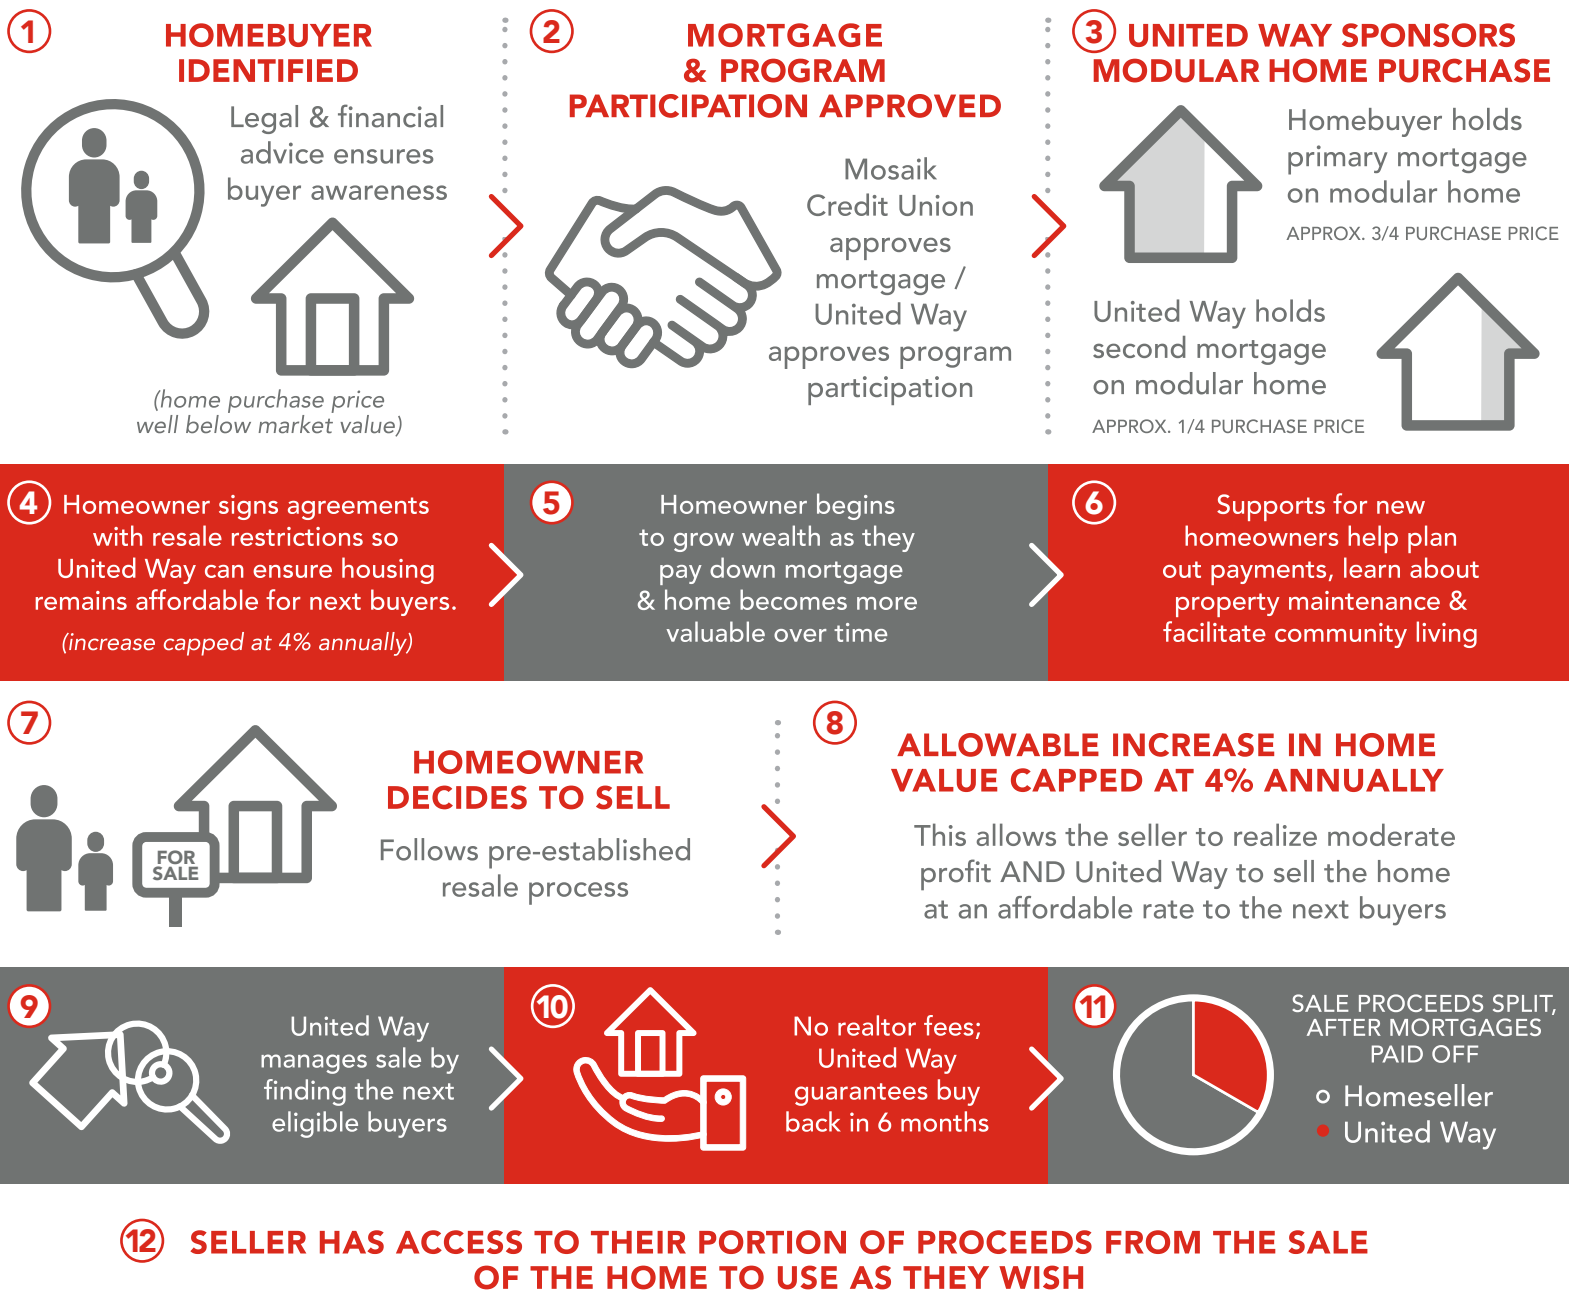 1
HOMEBUYER
IDENTIFIED
Legal & financial
advice ensures
buyer awareness
(home purchase price
well below market value)
2
MORTGAGE
& PROGRAM
PARTICIPATION APPROVED
Mosaik
Credit Union
approves
mortgage /
United Way
approves program
participation
3
UNITED WAY SPONSORS
MODULAR HOME PURCHASE
Homebuyer holds
primary mortgage
on modular home
APPROX. 3/4 PURCHASE PRICE
United Way holds
second mortgage
on modular home
APPROX. 1/4 PURCHASE PRICE
4
Homeowner signs agreements
with resale restrictions so
United Way can ensure housing
remains affordable for next buyers.
(increase capped at 4% annually)
5
Homeowner begins
to grow wealth as they
pay down mortgage
& home becomes more
valuable over time
6
Supports for new
homeowners help plan
out payments, learn about
property maintenance &
facilitate community living
7
FOR
SALE
HOMEOWNER
DECIDES TO SELL
Follows pre-established
resale process
8
ALLOWABLE INCREASE IN HOME
VALUE CAPPED AT 4% ANNUALLY
This allows the seller to realize moderate
profit AND United Way to sell the home
at an affordable rate to the next buyers
9
United Way
manages sale by
finding the next
eligible buyers
10
No realtor fees;
United Way
guarantees buy
back in 6 months
11
SALE PROCEEDS SPLIT,
AFTER MORTGAGES
PAID OFF
Homeseller
United Way
12
SELLER HAS ACCESS TO THEIR PORTION OF PROCEEDS FROM THE SALE
OF THE HOME TO USE AS THEY WISH